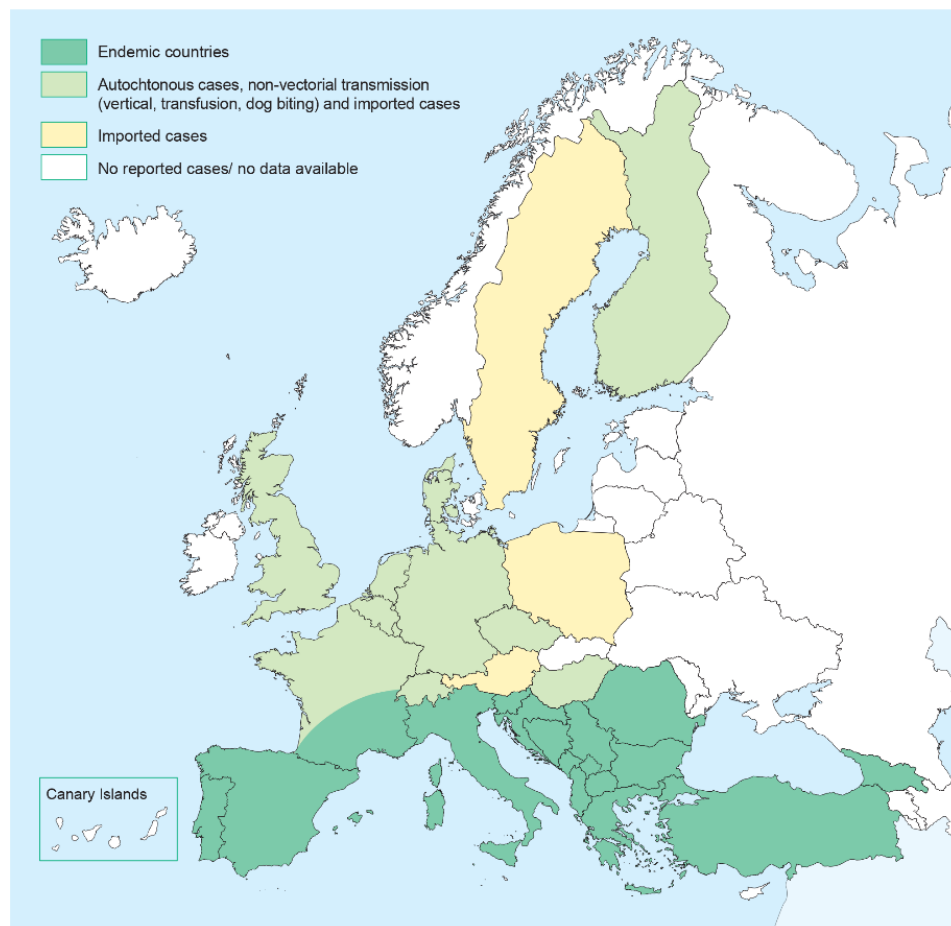 Endemic countries
Autochtonous cases, non-vectorial transmission
(vertical, transfusion, dog biting) and imported cases
Imported cases
No reported cases/ no data available
Canary Islands